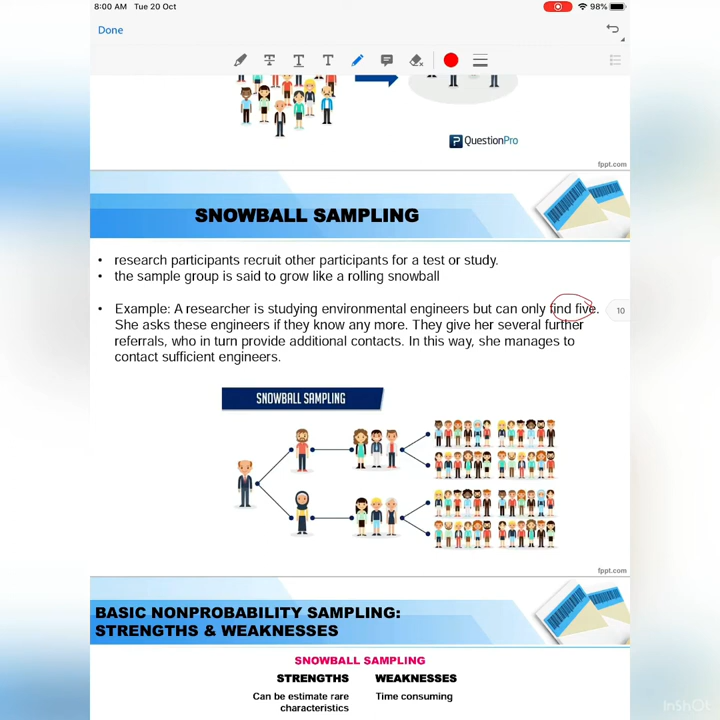 8:00 AM Tue 20 Oct
98%
Done
QuestionPro
fppt.com
SNOWBALL SAMPLING
• research participants recruit other participants for a test or study.
• the sample group is said to grow like a rolling snowball
• Example: A researcher is studying environmental engineers but can only find five.
She asks these engineers if they know any more. They give her several further
referrals, who in turn provide additional contacts. In this way, she manages to
contact sufficient engineers.
10
SNOWBALL SAMPLING
fppt.com
BASIC NONPROBABILITY SAMPLING:
STRENGTHS & WEAKNESSES
SNOWBALL SAMPLING
STRENGTHS WEAKNESSES
Can be estimate rare Time consuming
characteristics
InShOt